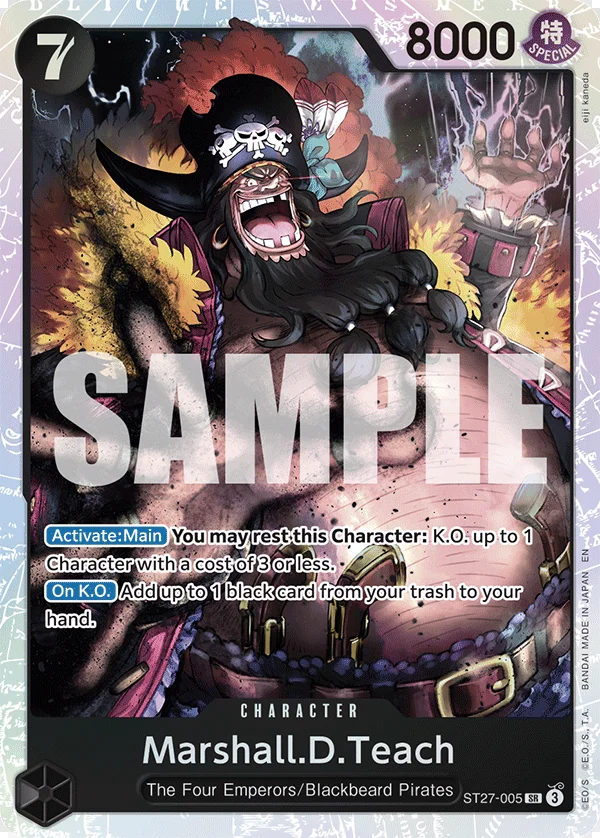 7
8000
特
SPECIAL
eiji kaneda
SAMPLE
Activate:Main You may rest this Character: K.O. up to 1
Character with a cost of 3 or less.
On K.O. Add up to 1 black card from your trash to your
hand.
CHARACTER
Marshall.D.Teach
The Four Emperors/Blackbeard Pirates
ST27-005 SR 3
©EO/S ©E.O./S, T.A. BANDAI MADE IN JAPAN EN